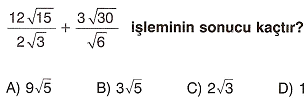 12√15/2√3 + 3√30/√6 işleminin sonucu kaçtır?
A) 9√5 B) 3√5 C) 2√3 D) 1